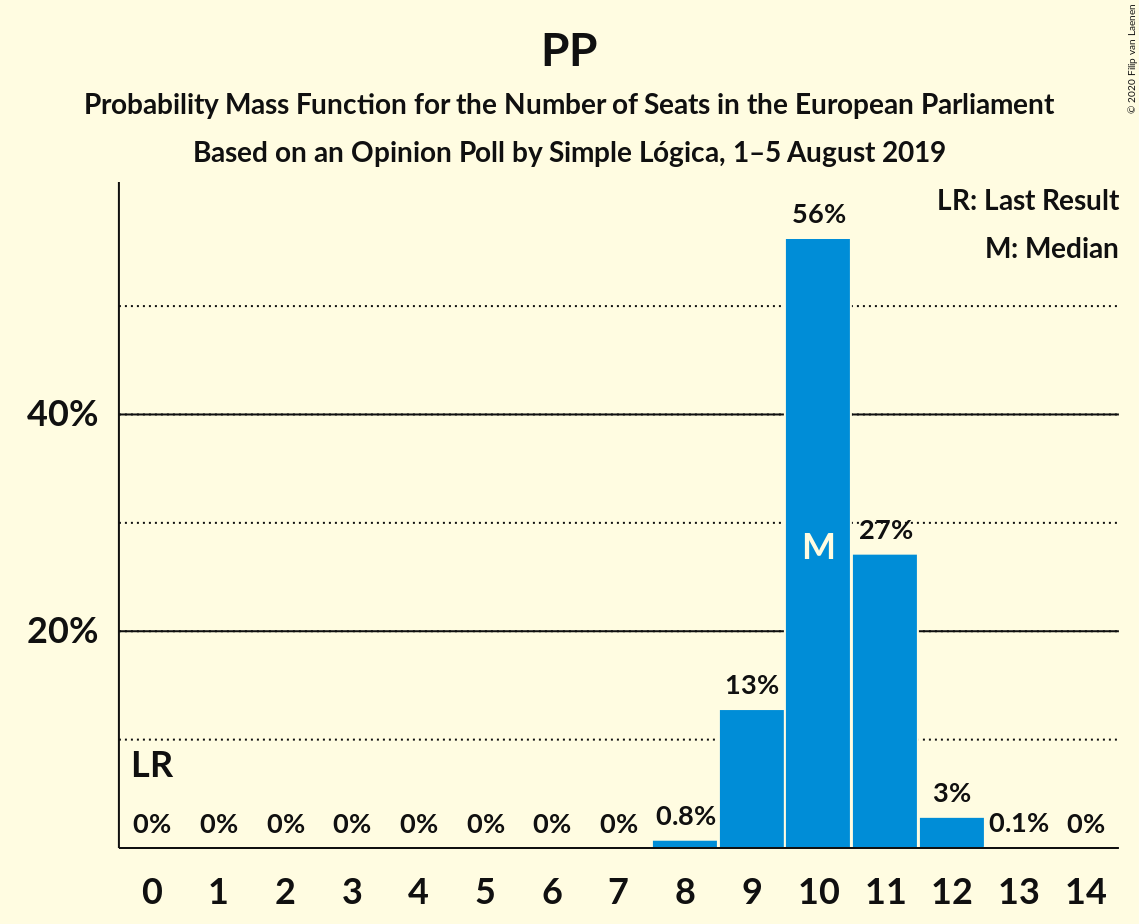 PP
Probability Mass Function for the Number of Seats in the European Parliament
Based on an Opinion Poll by Simple Lógica, 1–5 August 2019
© 2020 Filip van Laenen
LR: Last Result
M: Median
56%
40%
27%
M
20%
13%
LR
0% 0% 0% 0% 0% 0% 0% 0% 0.8% 3% 0.1% 0%
0 1 2 3 4 5 6 7 8 9 10 11 12 13 14